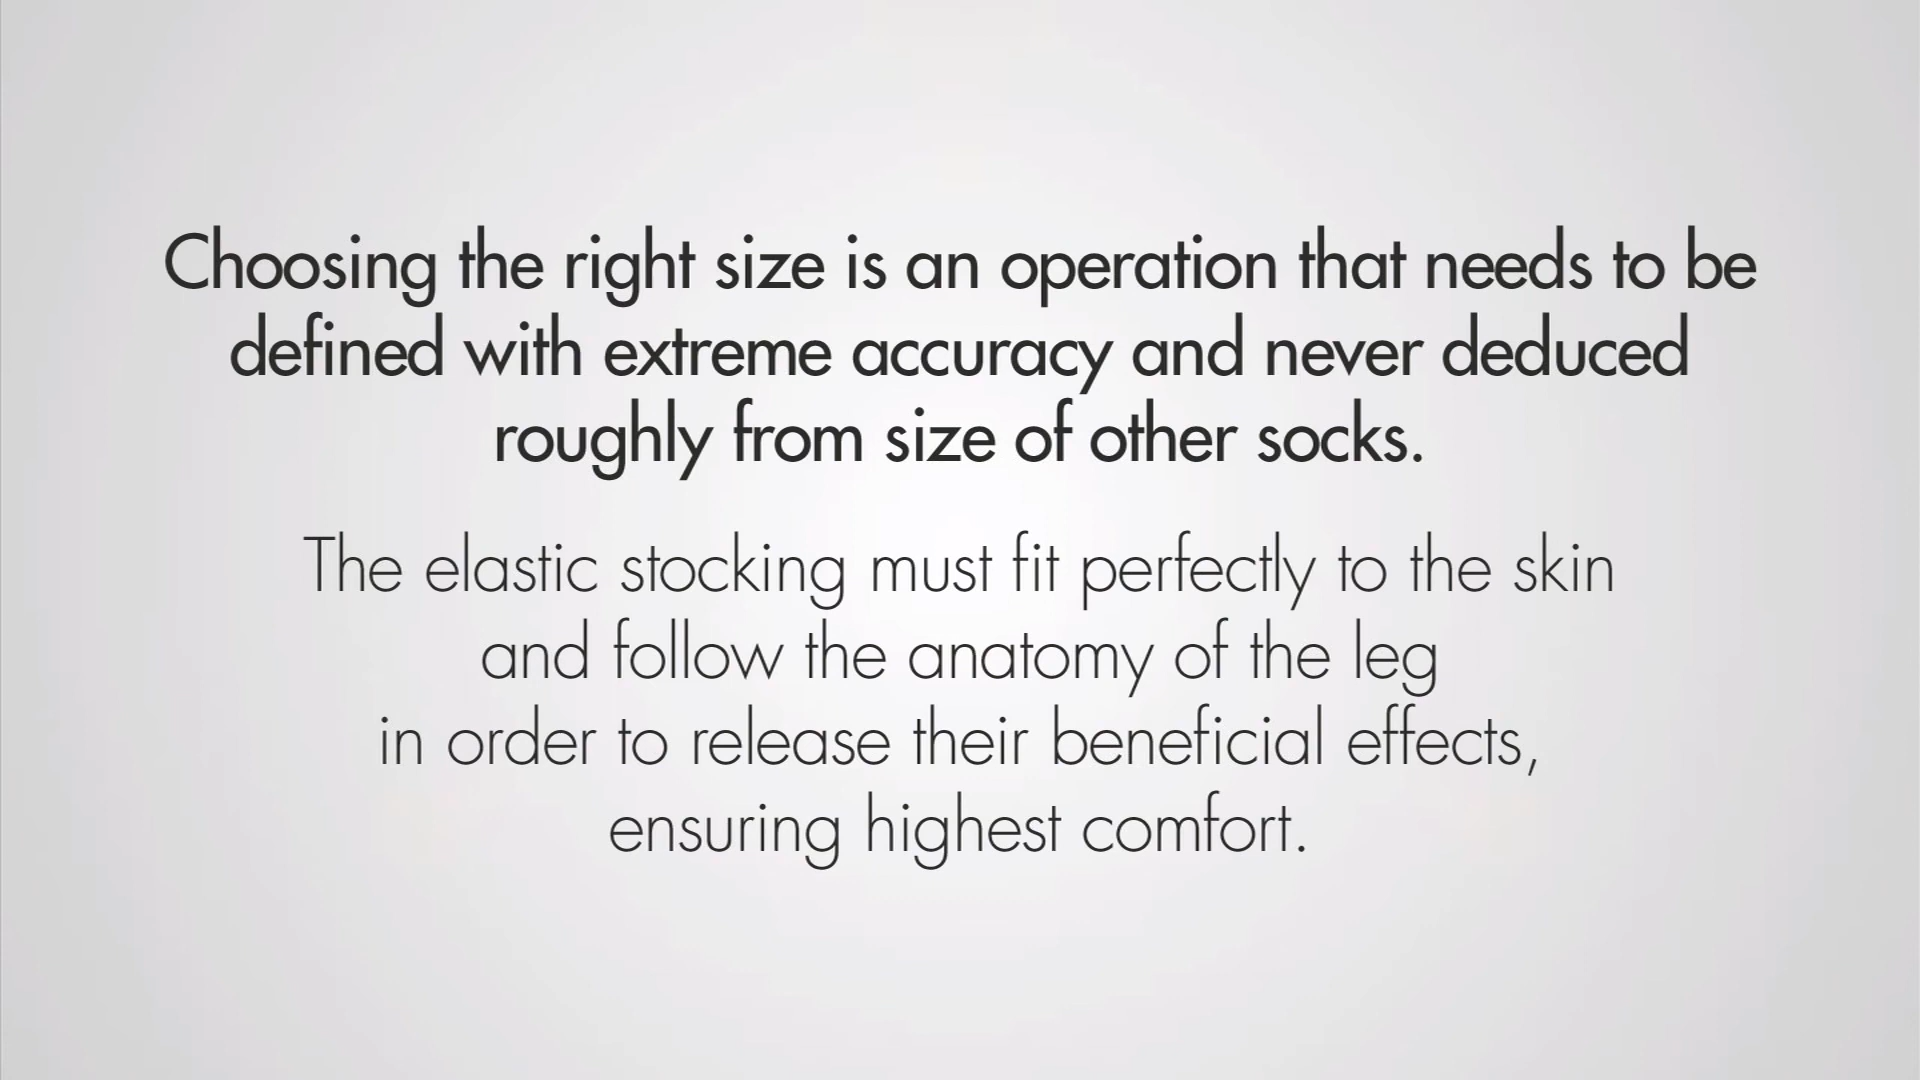 Choosing the right size is an operation that needs to be
defined with extreme accuracy and never deduced
roughly from size of other socks.
The elastic stocking must fit perfectly to the skin
and follow the anatomy of the leg
in order to release their beneficial effects,
ensuring highest comfort.